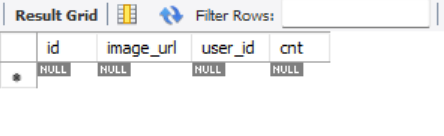 Result Grid Filter Rows:
id image_url user_id cnt
NULL NULL NULL NULL